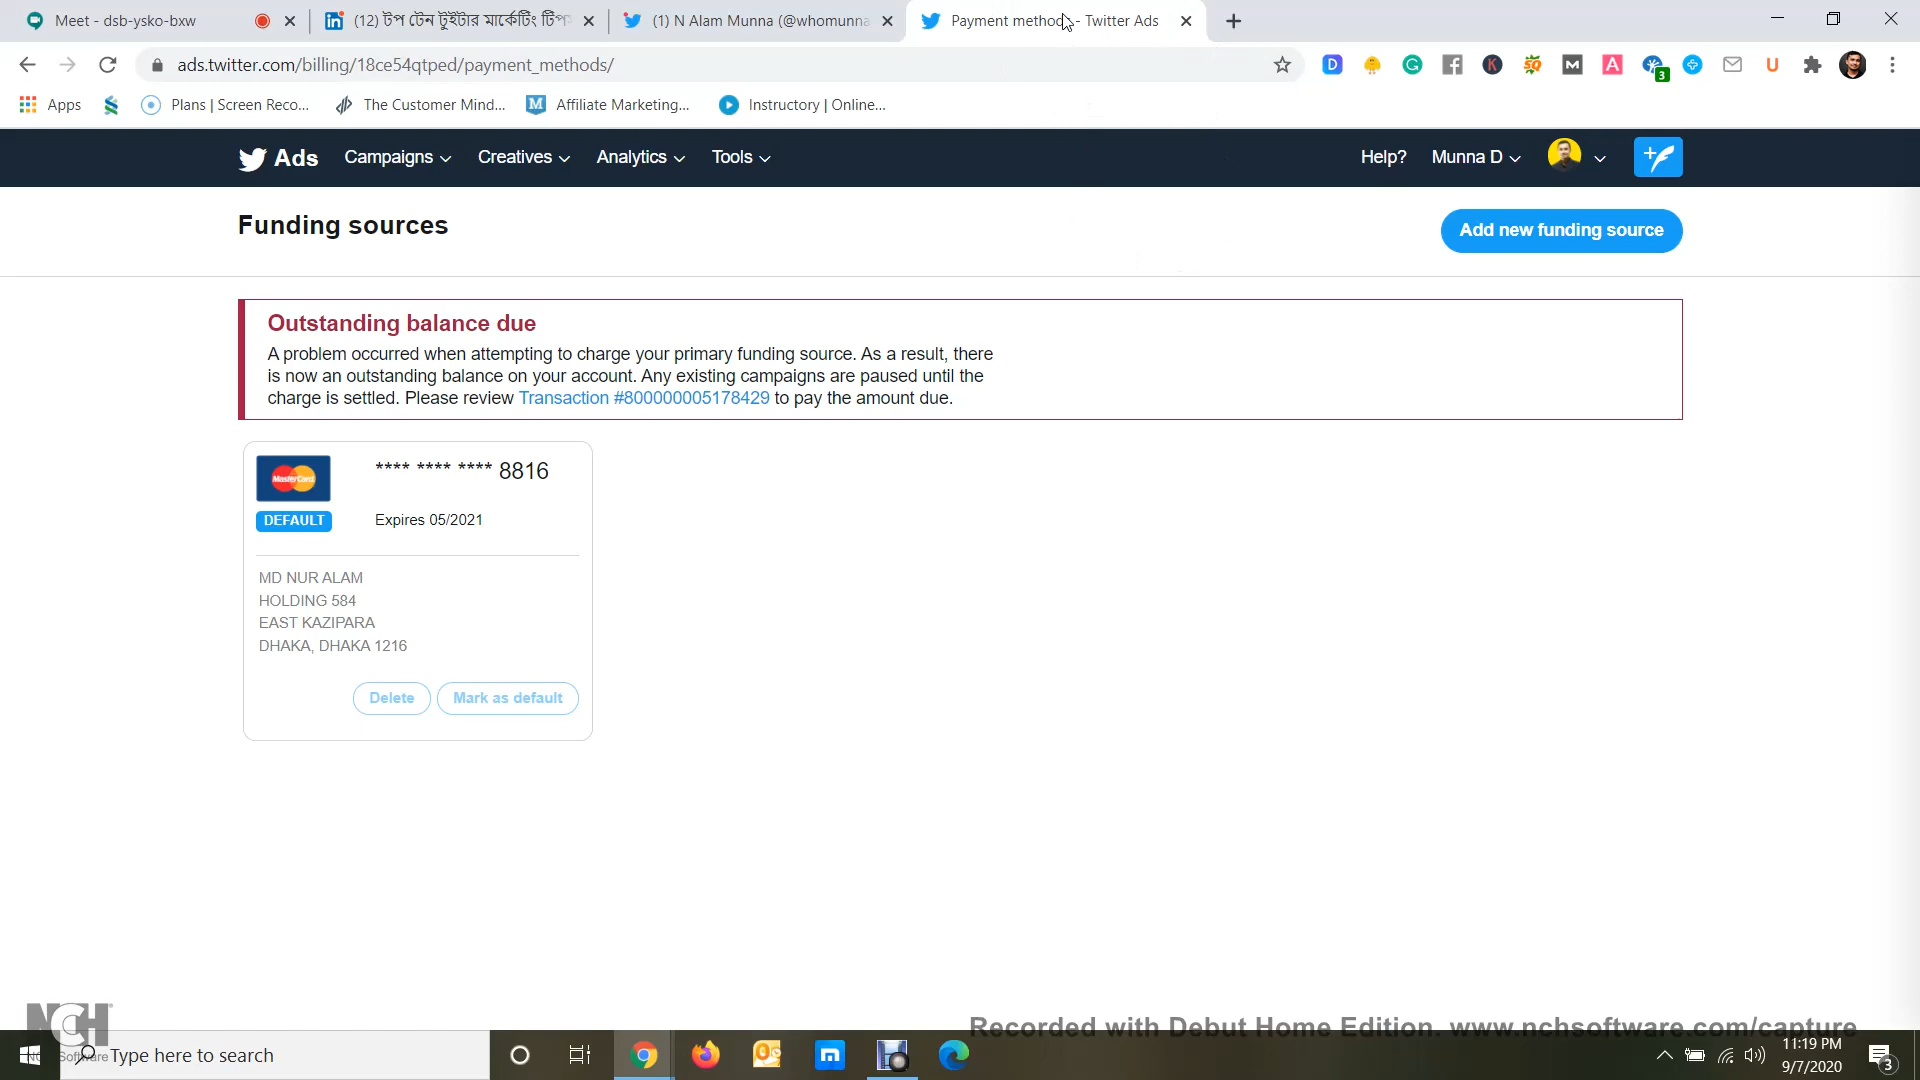 Meet - dsb-ysko-bxw
(12) টপ টেন টুইটার মার্কেটিং টিপস
(1) N Alam Munna (@whomunna
Payment methods - Twitter Ads
ads.twitter.com/billing/18ce54qtped/payment_methods/
Apps
Plans | Screen Reco...
The Customer Mind...
Affiliate Marketing...
Instructory | Online...
Ads
Campaigns
Creatives
Analytics
Tools
Help?
Munna D
Funding sources
Add new funding source
Outstanding balance due
A problem occurred when attempting to charge your primary funding source. As a result, there
is now an outstanding balance on your account. Any existing campaigns are paused until the
charge is settled. Please review Transaction #800000005178429 to pay the amount due.
MasterCard
**** **** **** 8816
DEFAULT
Expires 05/2021
MD NUR ALAM
HOLDING 584
EAST KAZIPARA
DHAKA, DHAKA 1216
Delete
Mark as default
NCH
Software
Recorded with Debut Home Edition. www.nchsoftware.com/capture
Type here to search
11:19 PM
9/7/2020
3